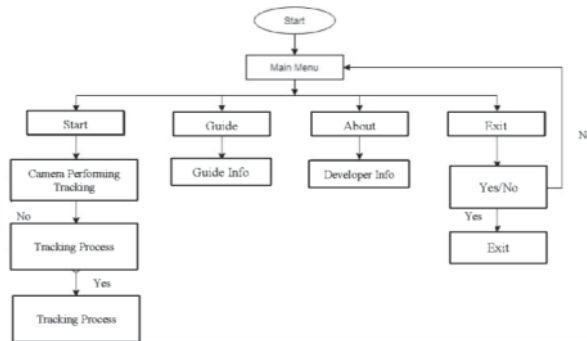 Start
Main Menu
Start
Guide
About
Exit
Camera Performing
Tracking
Guide Info
Developer Info
Yes/No
N
No
Yes
Tracking Process
Exit
Yes
Tracking Process